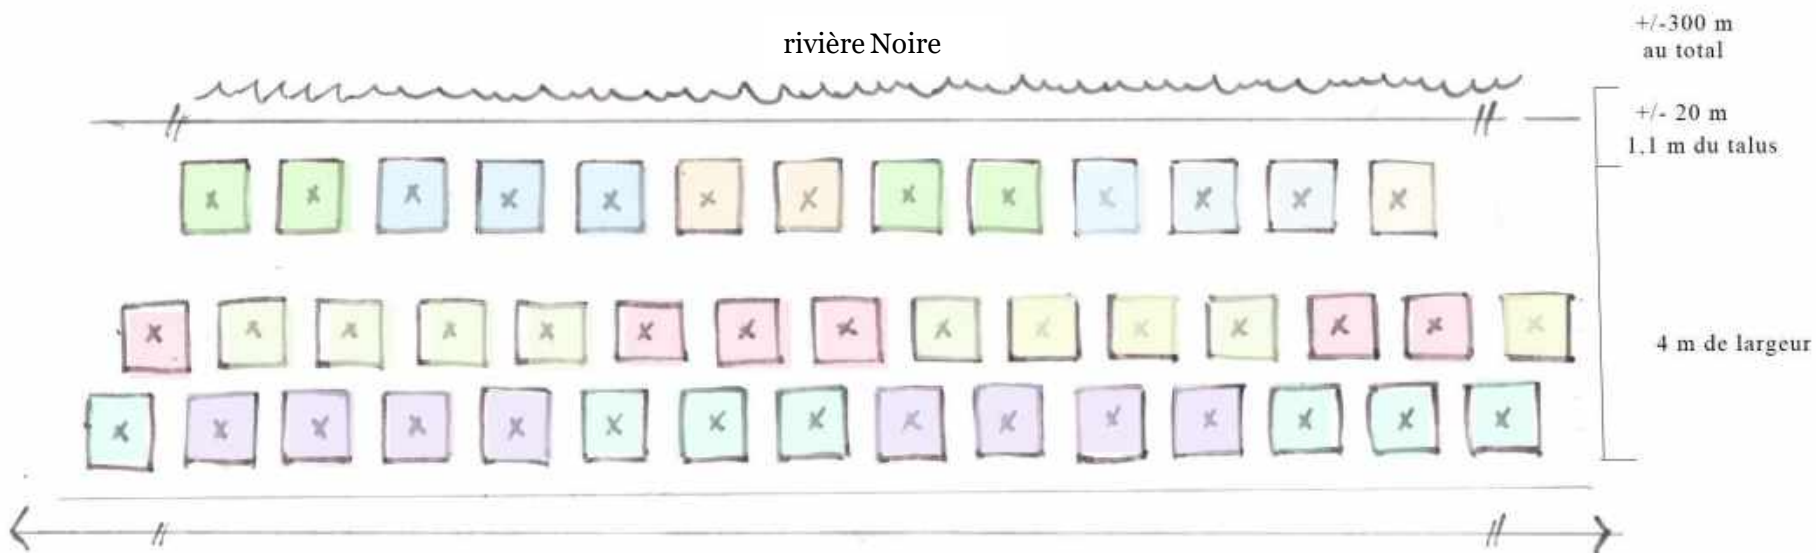 rivière Noire
+/-300 m
au total
+/- 20 m
1.1 m du talus
4 m de largeur